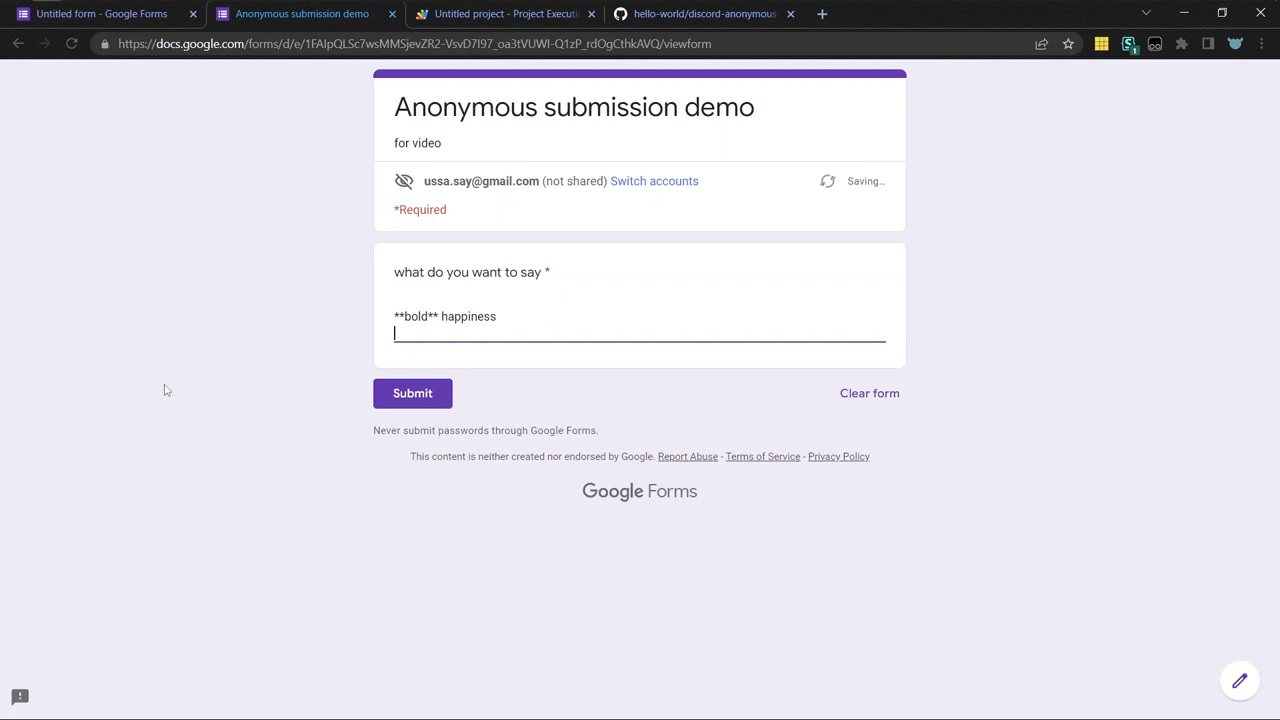 Untitled form - Google Forms
Anonymous submission demo
Untitled project - Project Executi
hello-world/discord-anonymous
https://docs.google.com/forms/d/e/1FAIpQLSc7wsMMSjevZR2-VsvD7I97_oa3tVUWI-Q1zP_rdOgCthkAVQ/viewform
1
Anonymous submission demo
for video
ussa.say@gmail.com (not shared) Switch accounts
Saving...
*Required
what do you want to say *
**bold** happiness
Submit
Clear form
Never submit passwords through Google Forms.
This content is neither created nor endorsed by Google. Report Abuse - Terms of Service - Privacy Policy
Google Forms